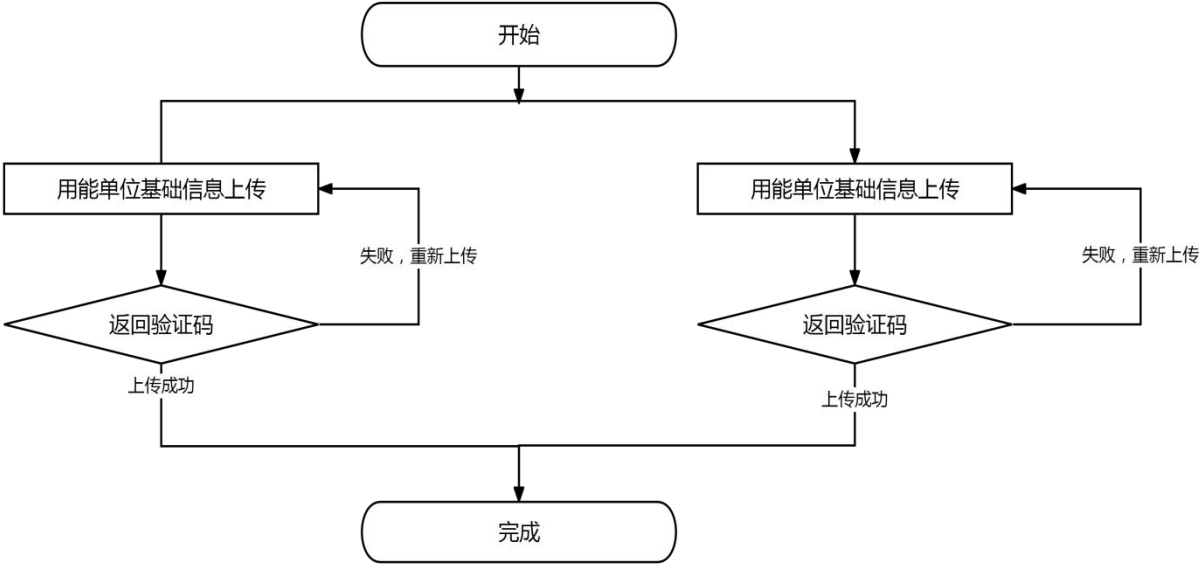 开始
用能单位基础信息上传
用能单位基础信息上传
失败，重新上传
失败，重新上传
返回验证码
返回验证码
上传成功
上传成功
完成